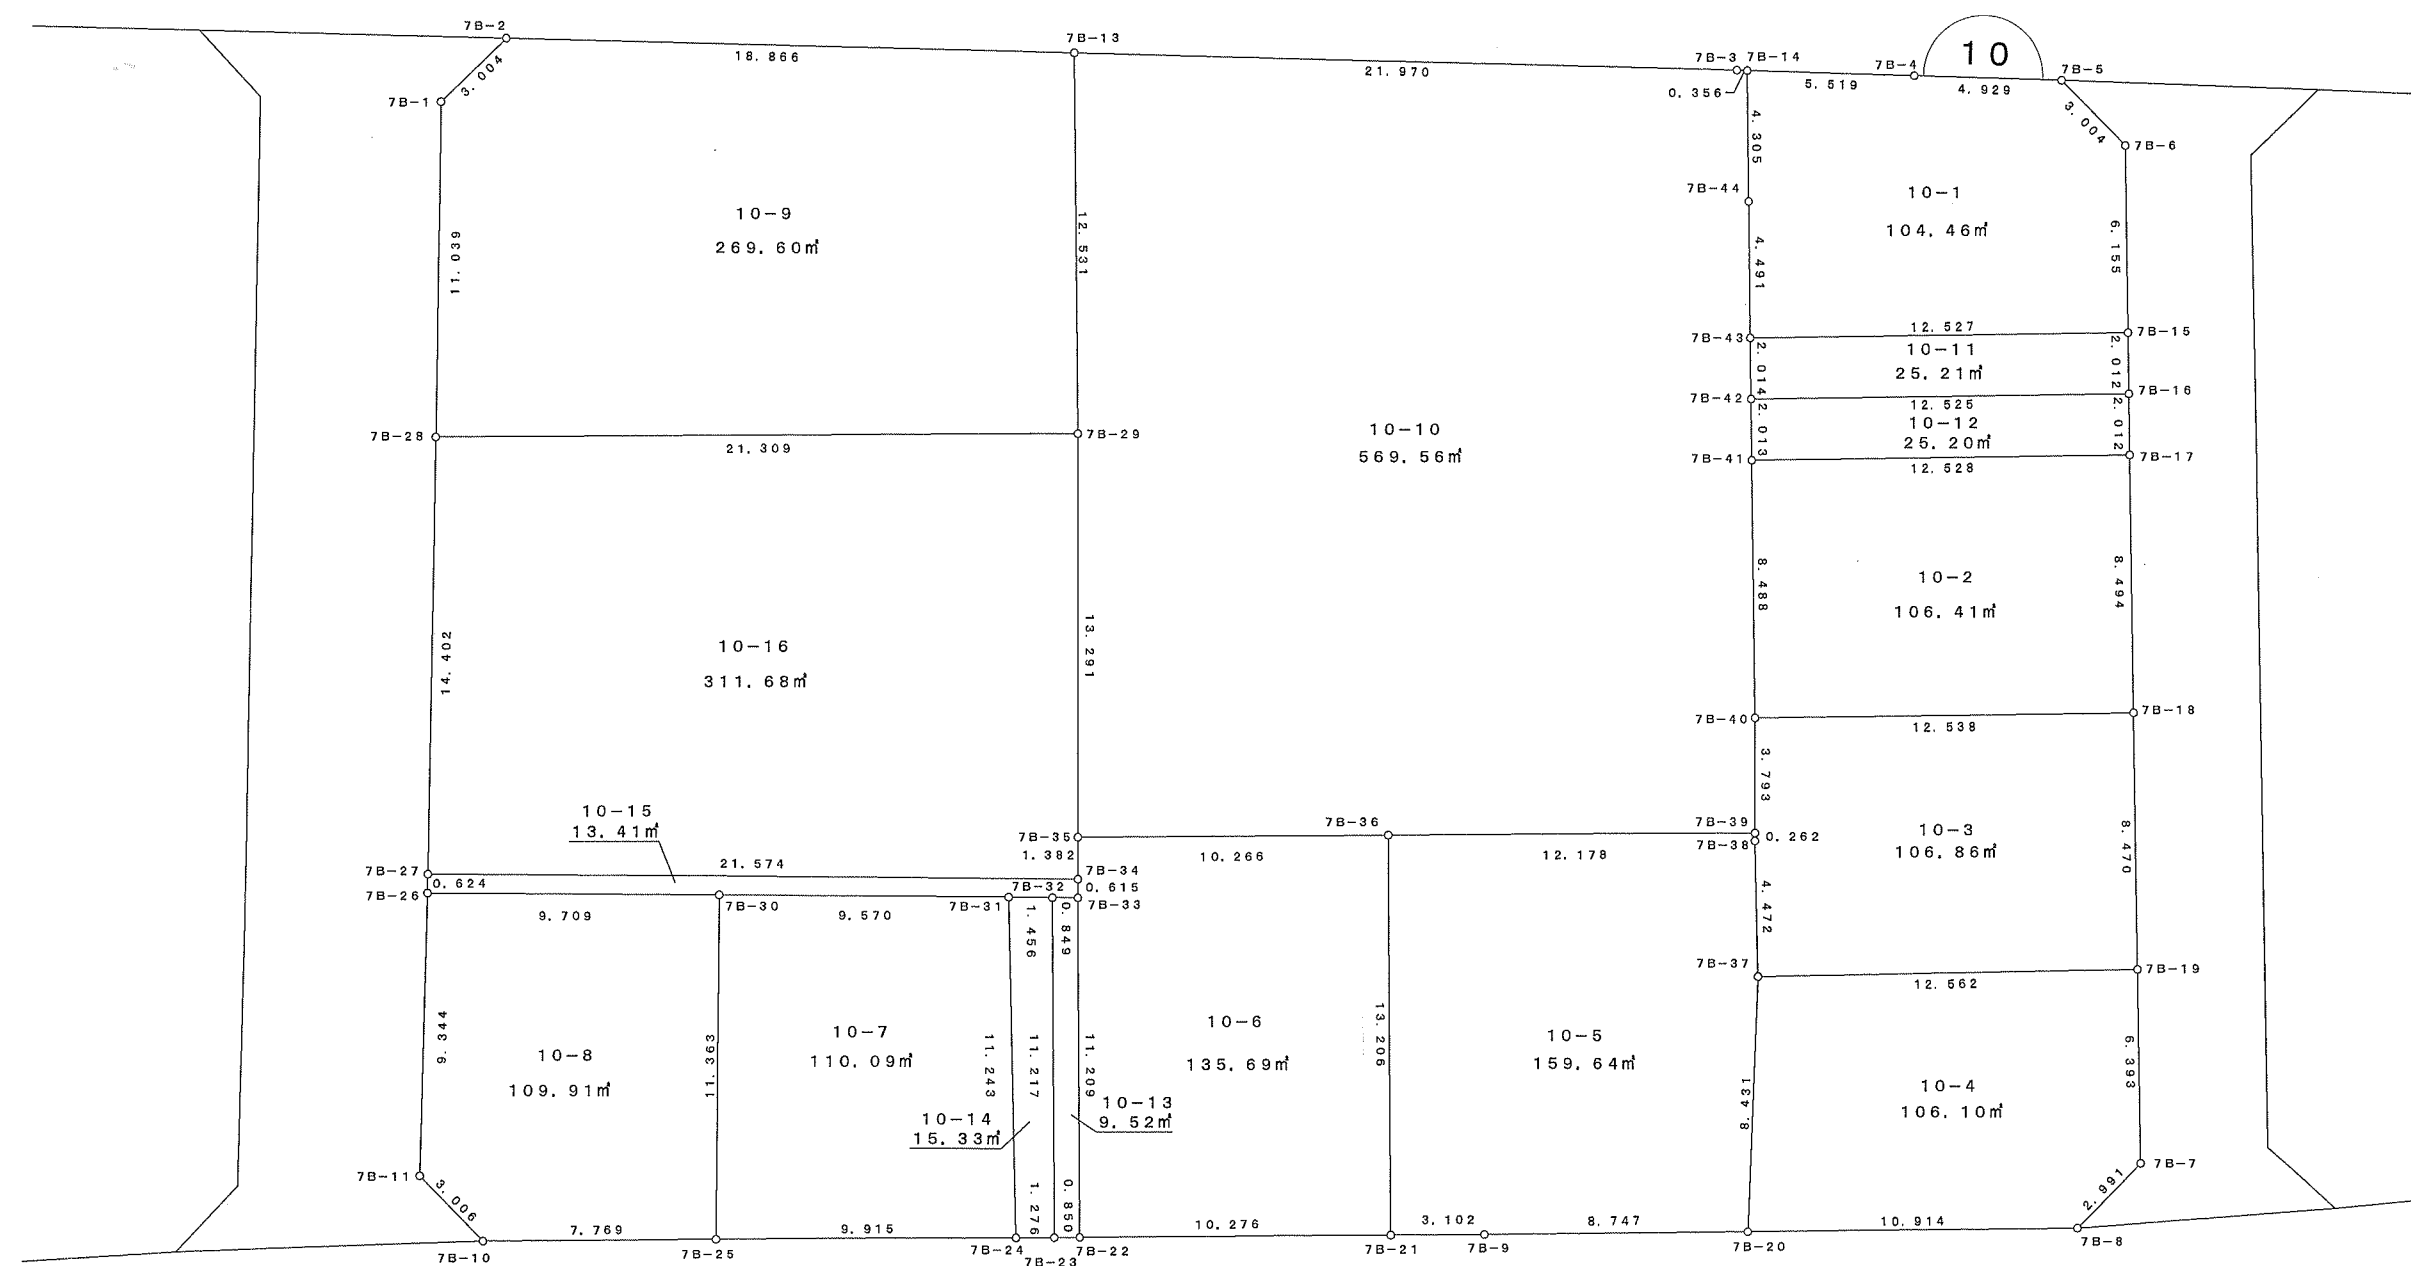 7B-2
7B-13
10
18. 866
21. 970
7B-3
7B-14
7B-4
7B-5
0. 356
5. 519
4. 929
3. 004
3. 004
7B-1
7B-6
4. 305
7B-44
10-1
104. 46㎡
10-9
269. 60㎡
11. 039
12. 531
4. 491
6. 155
7B-43
12. 527
7B-15
10-11
25. 21㎡
2. 014
2. 012
7B-42
12. 525
7B-16
10-12
25. 20㎡
2. 013
2. 012
7B-28
21. 309
7B-29
10-10
569. 56㎡
7B-41
12. 528
7B-17
10-2
106. 41㎡
8. 488
8. 494
10-16
311. 68㎡
14. 402
13. 291
7B-40
12. 538
7B-18
3. 793
10-15
13. 41㎡
7B-35
7B-36
7B-39
0. 262
7B-38
10-3
106. 86㎡
8. 470
1. 382
10. 266
12. 178
21. 574
7B-27
0. 624
7B-26
7B-34
0. 615
7B-32
7B-33
7B-31
7B-30
9. 709
9. 570
1. 456
0. 849
4. 472
7B-37
12. 562
7B-19
9. 344
10-8
109. 91㎡
11. 363
10-7
110. 09㎡
11. 243
11. 217
11. 209
10-6
135. 69㎡
13. 206
10-5
159. 64㎡
8. 431
10-4
106. 10㎡
6. 393
10-14
15. 33㎡
10-13
9. 52㎡
7B-11
3. 006
7B-7
2. 991
1. 276
0. 850
7. 769
9. 915
10. 276
3. 102
8. 747
10. 914
7B-10
7B-25
7B-24
7B-23
7B-22
7B-21
7B-9
7B-20
7B-8